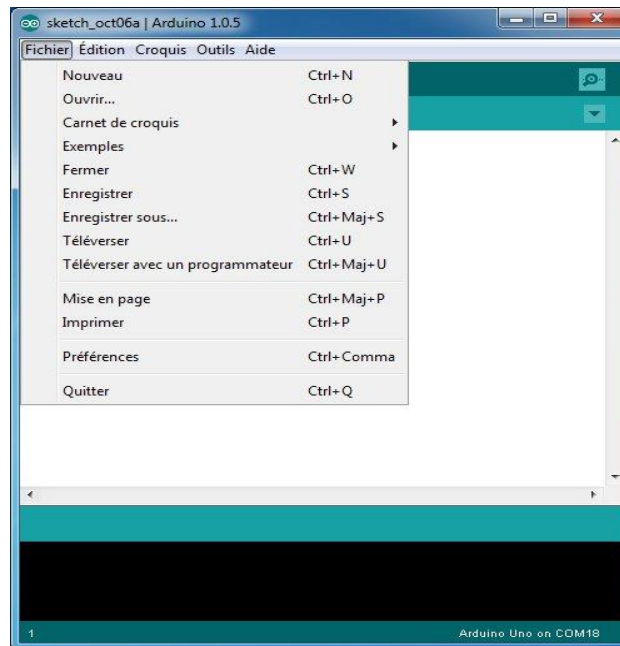 sketch_oct06a | Arduino 1.0.5
Fichier Édition Croquis Outils Aide
Nouveau Ctrl+N
Ouvrir... Ctrl+O
Carnet de croquis
Exemples
Fermer Ctrl+W
Enregistrer Ctrl+S
Enregistrer sous... Ctrl+Maj+S
Téléverser Ctrl+U
Téléverser avec un programmateur Ctrl+Maj+U
Mise en page Ctrl+Maj+P
Imprimer Ctrl+P
Préférences Ctrl+Comma
Quitter Ctrl+Q
1 Arduino Uno on COM18